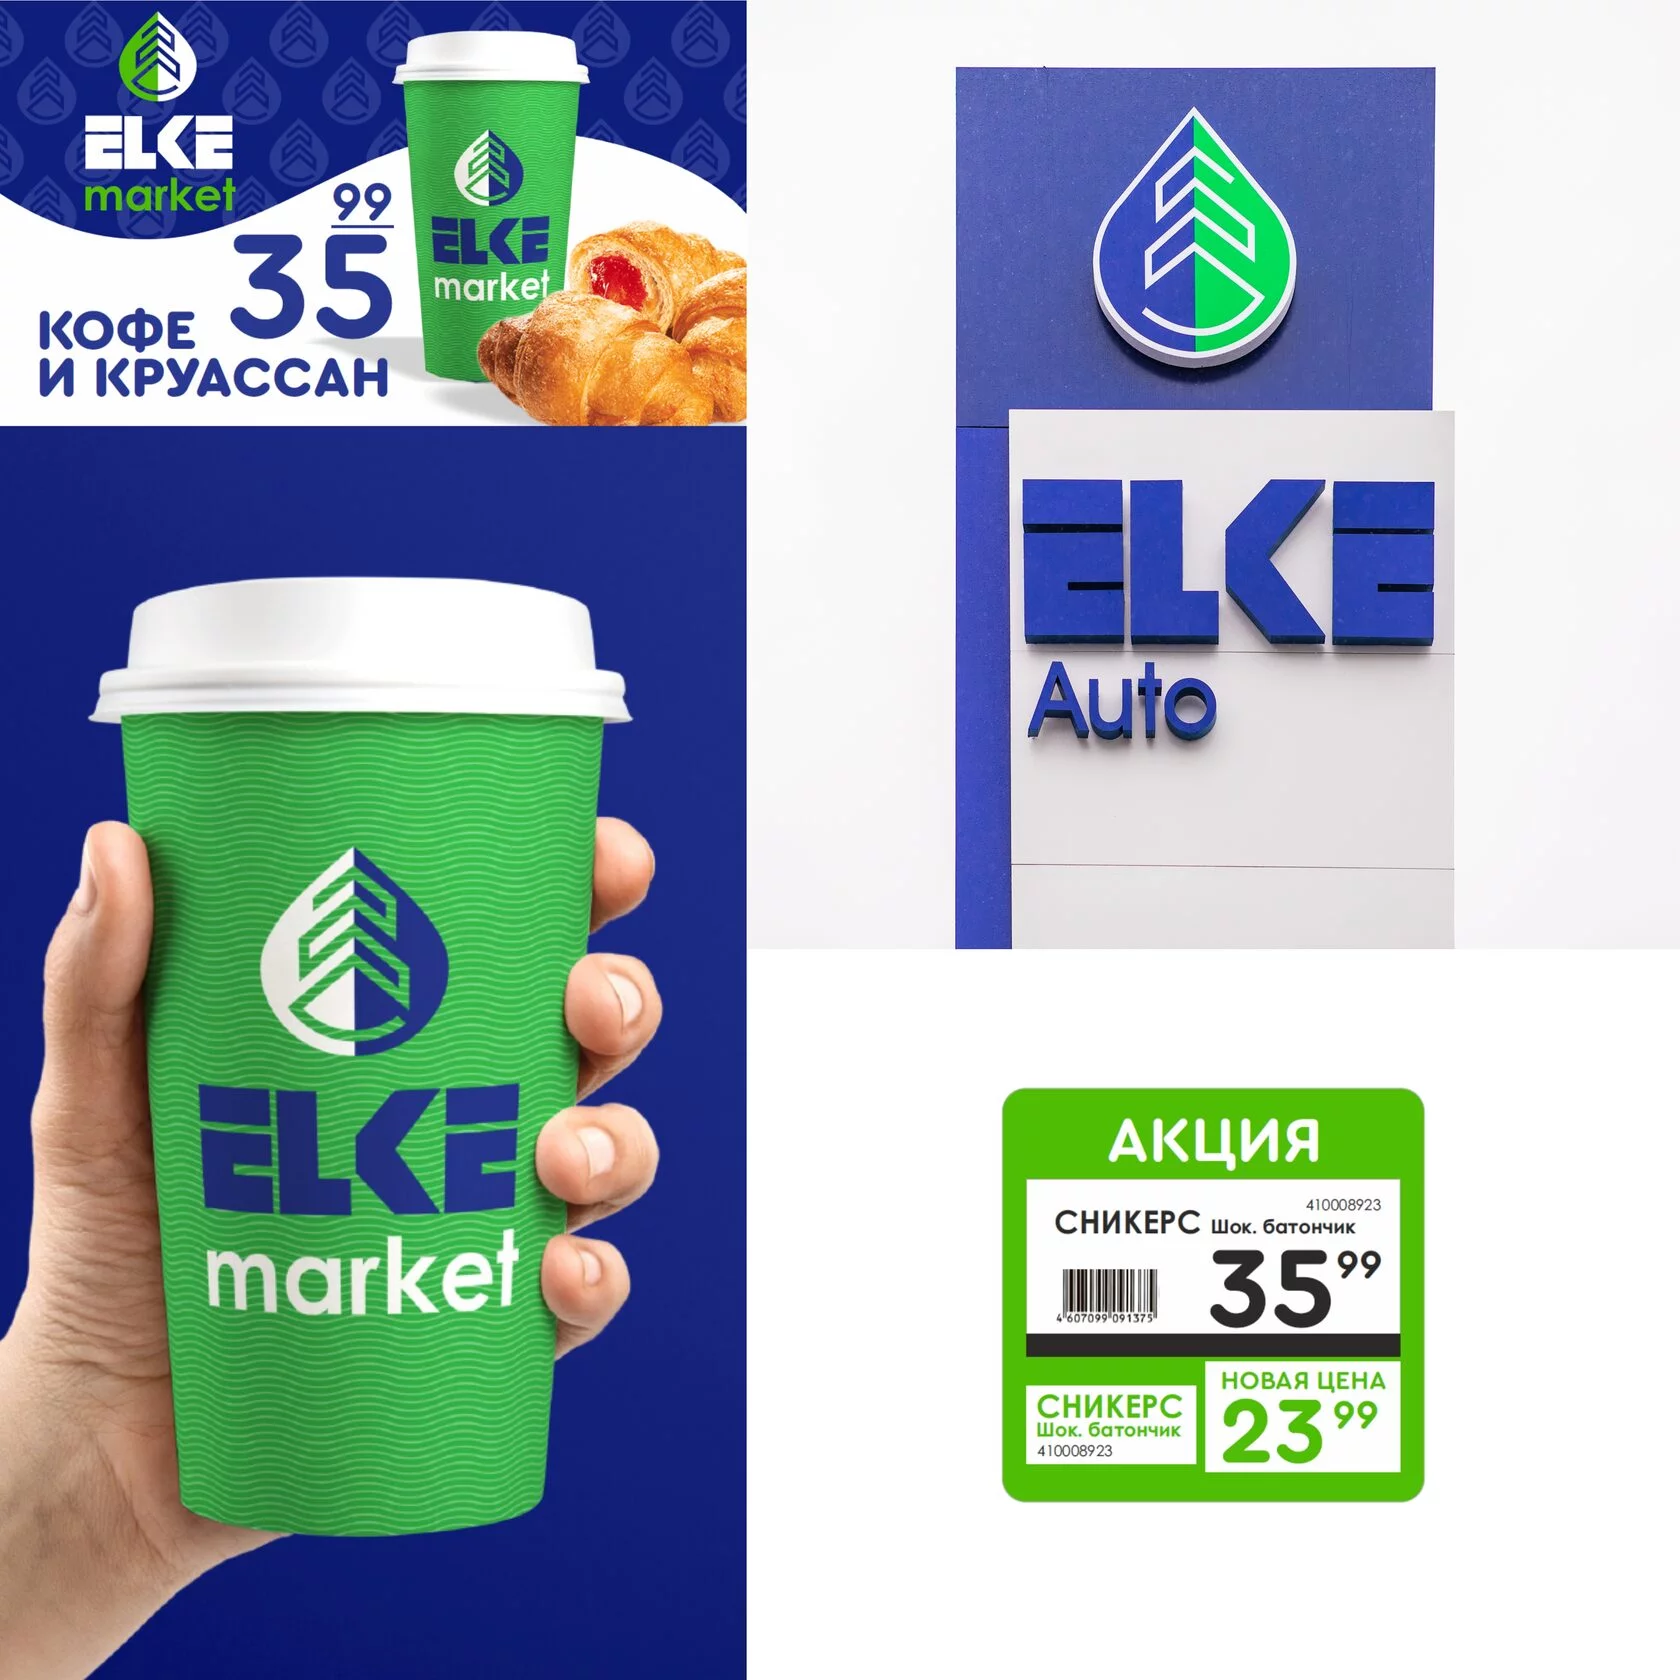 ELKE
market
99
35
КОФЕ
И КРУАССАН
ELKE
market
ELKE
Auto
ELKE
market
АКЦИЯ
410008923
СНИКЕРС Шок. батончик
35 99
4 607099 091375
НОВАЯ ЦЕНА
23 99
СНИКЕРС
Шок. батончик
410008923